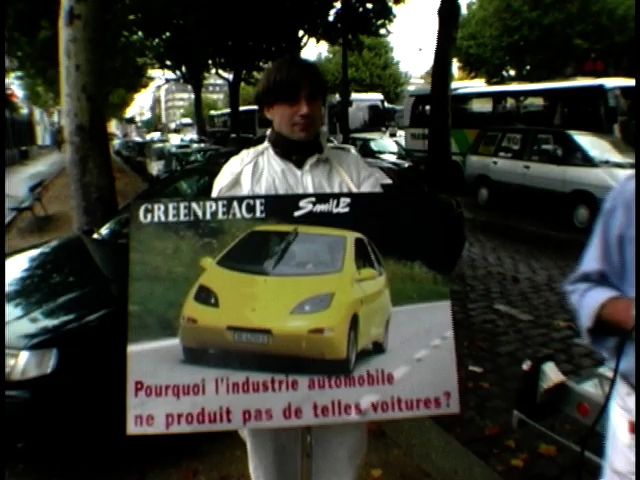 GREENPEACE SmILE
Pourquoi l'industrie automobile
ne produit pas de telles voitures?